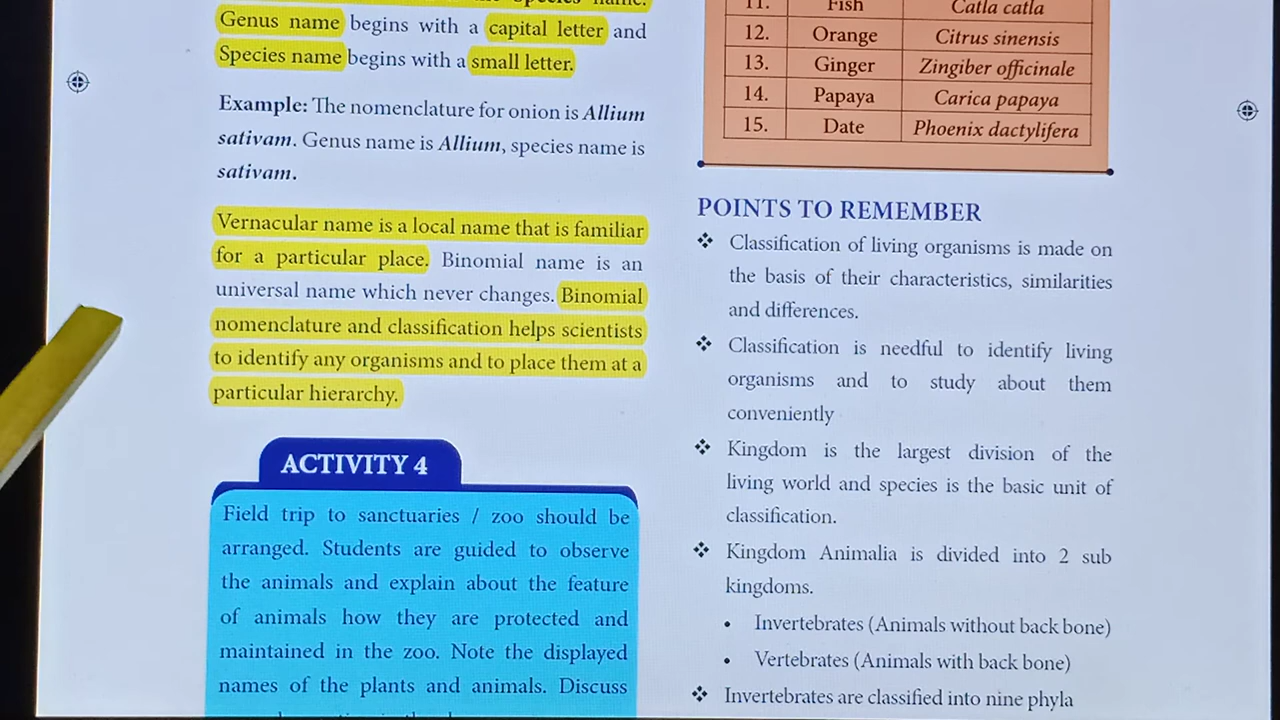 species name.
Genus name begins with a capital letter and
Species name begins with a small letter.
Example: The nomenclature for onion is Allium
sativam. Genus name is Allium, species name is
sativam.
Vernacular name is a local name that is familiar
for a particular place. Binomial name is an
universal name which never changes. Binomial
nomenclature and classification helps scientists
to identify any organisms and to place them at a
particular hierarchy.
ACTIVITY 4
Field trip to sanctuaries / zoo should be
arranged. Students are guided to observe
the animals and explain about the feature
of animals how they are protected and
maintained in the zoo. Note the displayed
names of the plants and animals. Discuss
11. Fish Catla catla
12. Orange Citrus sinensis
13. Ginger Zingiber officinale
14. Papaya Carica papaya
15. Date Phoenix dactylifera
POINTS TO REMEMBER
❖ Classification of living organisms is made on
the basis of their characteristics, similarities
and differences.
❖ Classification is needful to identify living
organisms and to study about them
conveniently
❖ Kingdom is the largest division of the
living world and species is the basic unit of
classification.
❖ Kingdom Animalia is divided into 2 sub
kingdoms.
• Invertebrates (Animals without back bone)
• Vertebrates (Animals with back bone)
❖ Invertebrates are classified into nine phyla